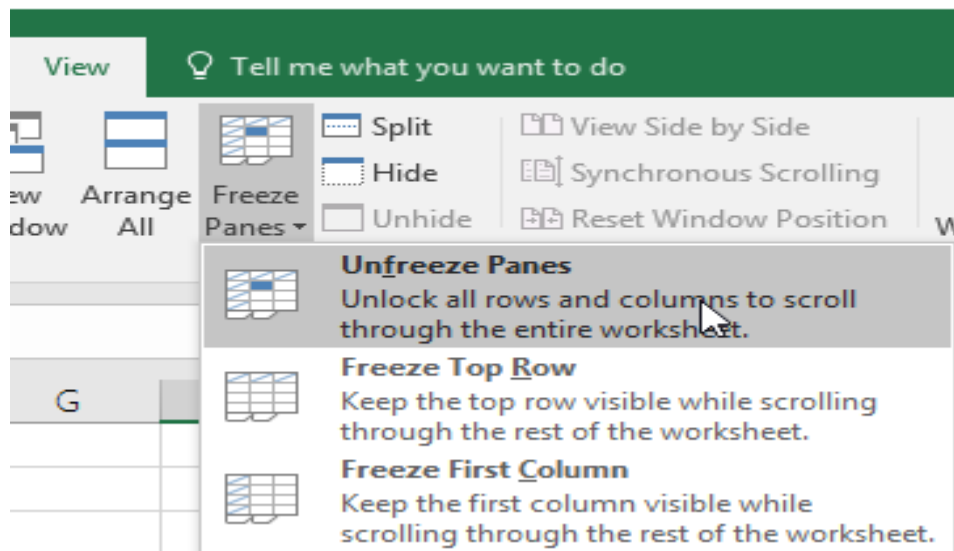 View Tell me what you want to do
Split View Side by Side
Hide Synchronous Scrolling
Arrange Freeze
All Panes Unhide Reset Window Position
Unfreeze Panes
Unlock all rows and columns to scroll
through the entire worksheet.
Freeze Top Row
G Keep the top row visible while scrolling
through the rest of the worksheet.
Freeze First Column
Keep the first column visible while
scrolling through the rest of the worksheet.